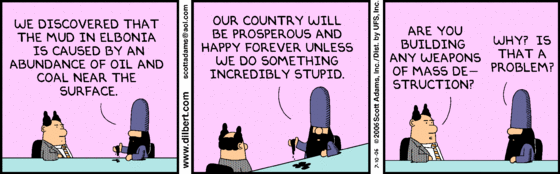 WE DISCOVERED THAT
THE MUD IN ELBONIA
IS CAUSED BY AN
ABUNDANCE OF OIL AND
COAL NEAR THE
SURFACE.
www.dilbert.com
scottadams@aol.com
OUR COUNTRY WILL
BE PROSPEROUS AND
HAPPY FOREVER UNLESS
WE DO SOMETHING
INCREDIBLY STUPID.
7-10-06 © 2006 Scott Adams, Inc./Dist. by UFS, Inc.
ARE YOU
BUILDING
ANY WEAPONS
OF MASS DE-
STRUCTION?
WHY? IS
THAT A
PROBLEM?